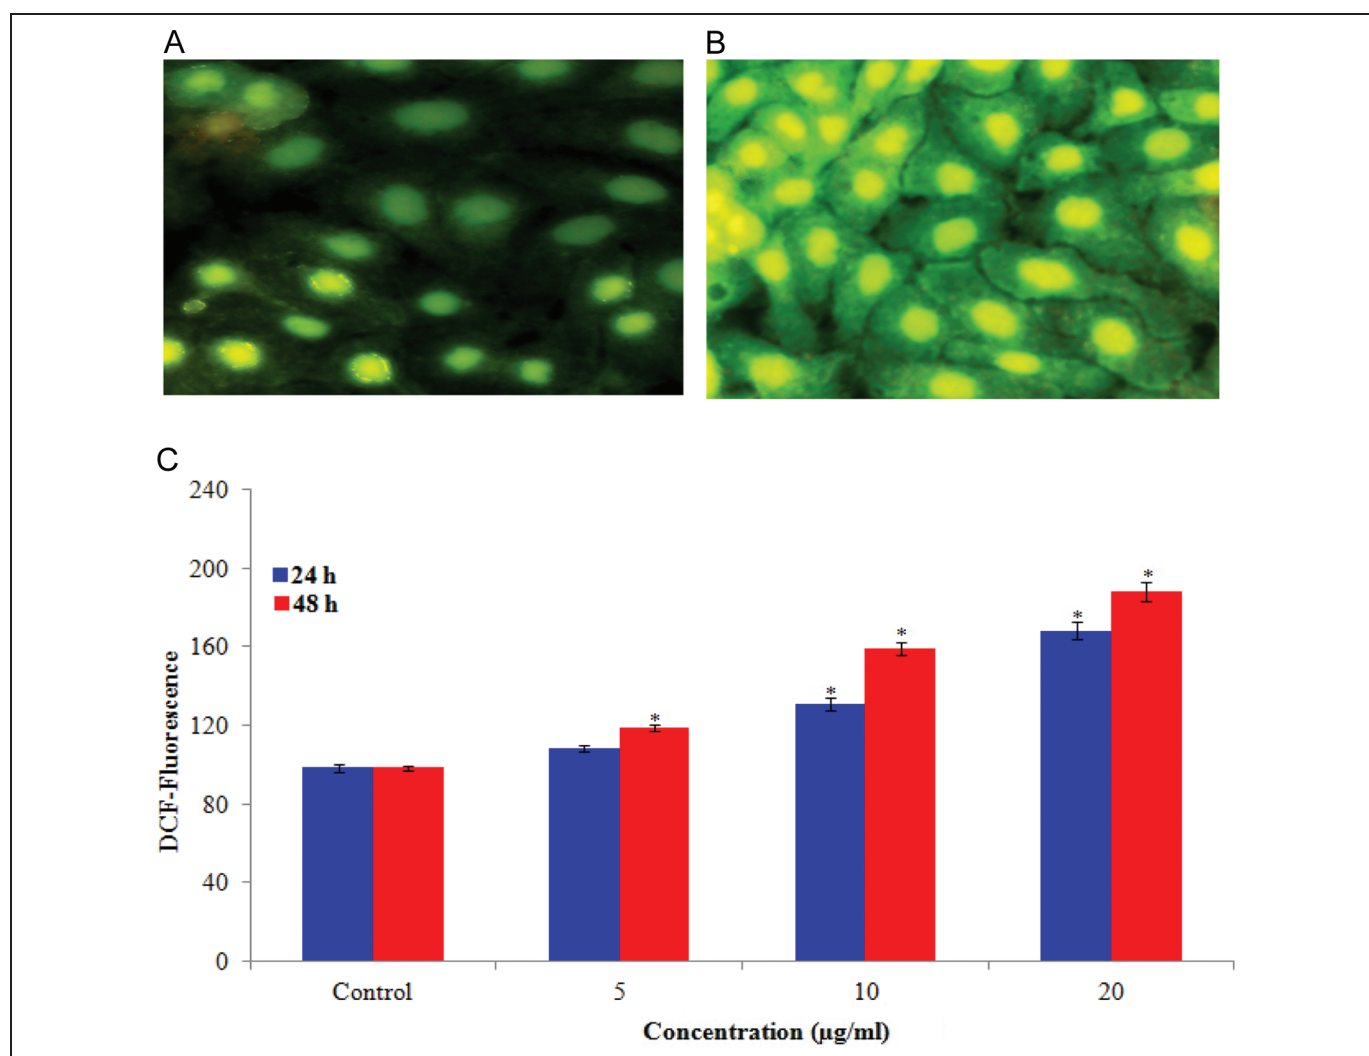 A
B
C
240
200
160
120
80
40
0
DCF-Fluorescence
24 h
48 h
*
*
*
*
*
Control 5 10 20
Concentration (µg/ml)